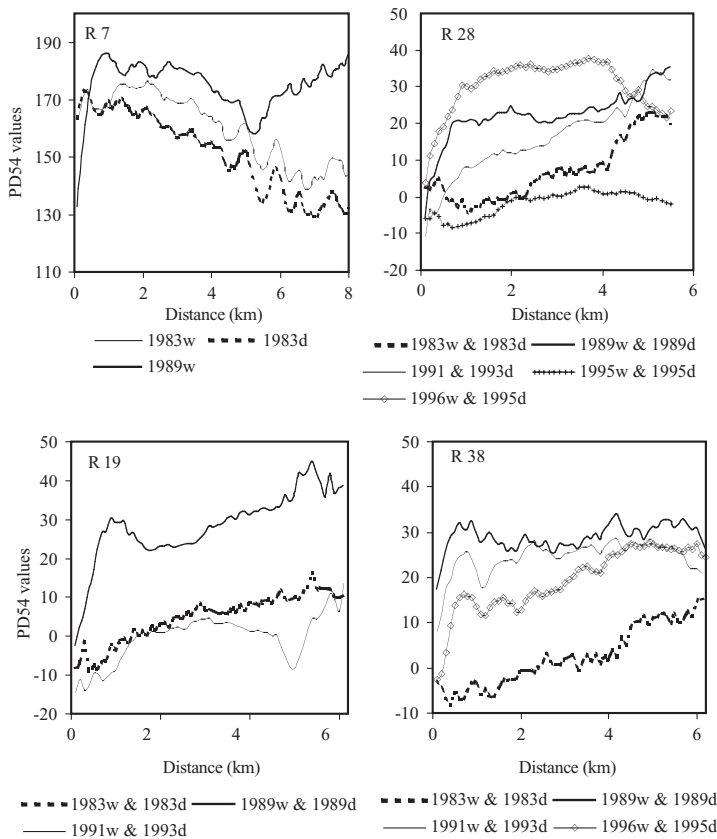 R 7
PD54 values
190
170
150
130
110
0 2 4 6 8
Distance (km)
1983w 1983d
1989w
R 28
50
40
30
20
10
0
-10
-20
0 2 4 6
Distance (km)
1983w & 1983d 1989w & 1989d
1991 & 1993d 1995w & 1995d
1996w & 1995d
R 19
PD54 values
50
40
30
20
10
0
-10
-20
0 2 4 6
Distance (km)
1983w & 1983d 1989w & 1989d
1991w & 1993d
R 38
50
40
30
20
10
0
-10
0 2 4 6
Distance (km)
1983w & 1983d 1989w & 1989d
1991w & 1993d 1996w & 1995d